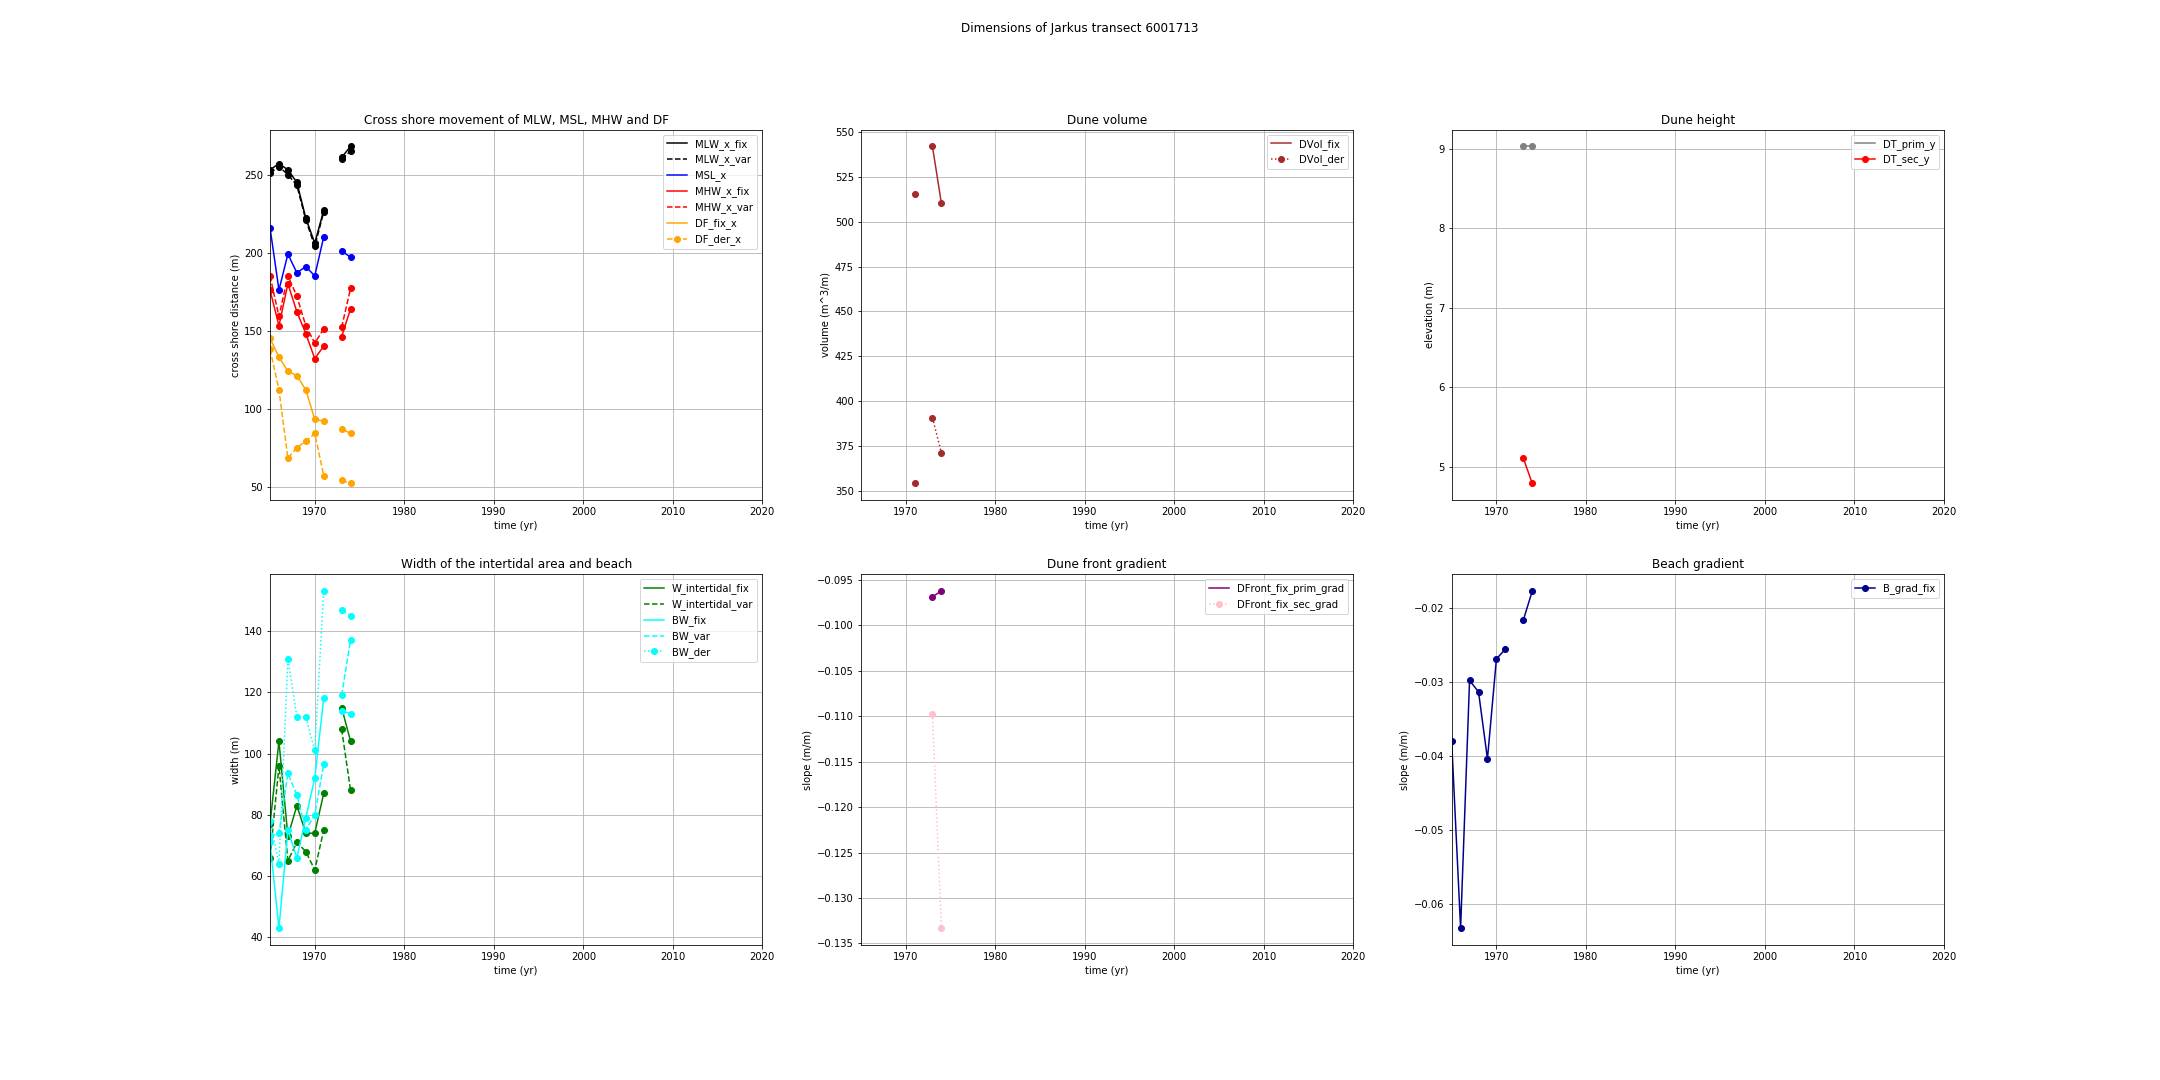 Dimensions of Jarkus transect 6001713
Cross shore movement of MLW, MSL, MHW and DF
cross shore distance (m)
250
200
150
100
50
MLW_x_fix
MLW_x_var
MSL_x
MHW_x_fix
MHW_x_var
DF_fix_x
DF_der_x
1970 1980 1990 2000 2010 2020
time (yr)
Dune volume
volume (m^3/m)
550
525
500
475
450
425
400
375
350
DVol_fix
DVol_der
1970 1980 1990 2000 2010 2020
time (yr)
Dune height
elevation (m)
9
8
7
6
5
DT_prim_y
DT_sec_y
1970 1980 1990 2000 2010 2020
time (yr)
Width of the intertidal area and beach
width (m)
140
120
100
80
60
40
W_intertidal_fix
W_intertidal_var
BW_fix
BW_var
BW_der
1970 1980 1990 2000 2010 2020
time (yr)
Dune front gradient
slope (m/m)
−0.095
−0.100
−0.105
−0.110
−0.115
−0.120
−0.125
−0.130
−0.135
DFront_fix_prim_grad
DFront_fix_sec_grad
1970 1980 1990 2000 2010 2020
time (yr)
Beach gradient
slope (m/m)
−0.02
−0.03
−0.04
−0.05
−0.06
B_grad_fix
1970 1980 1990 2000 2010 2020
time (yr)